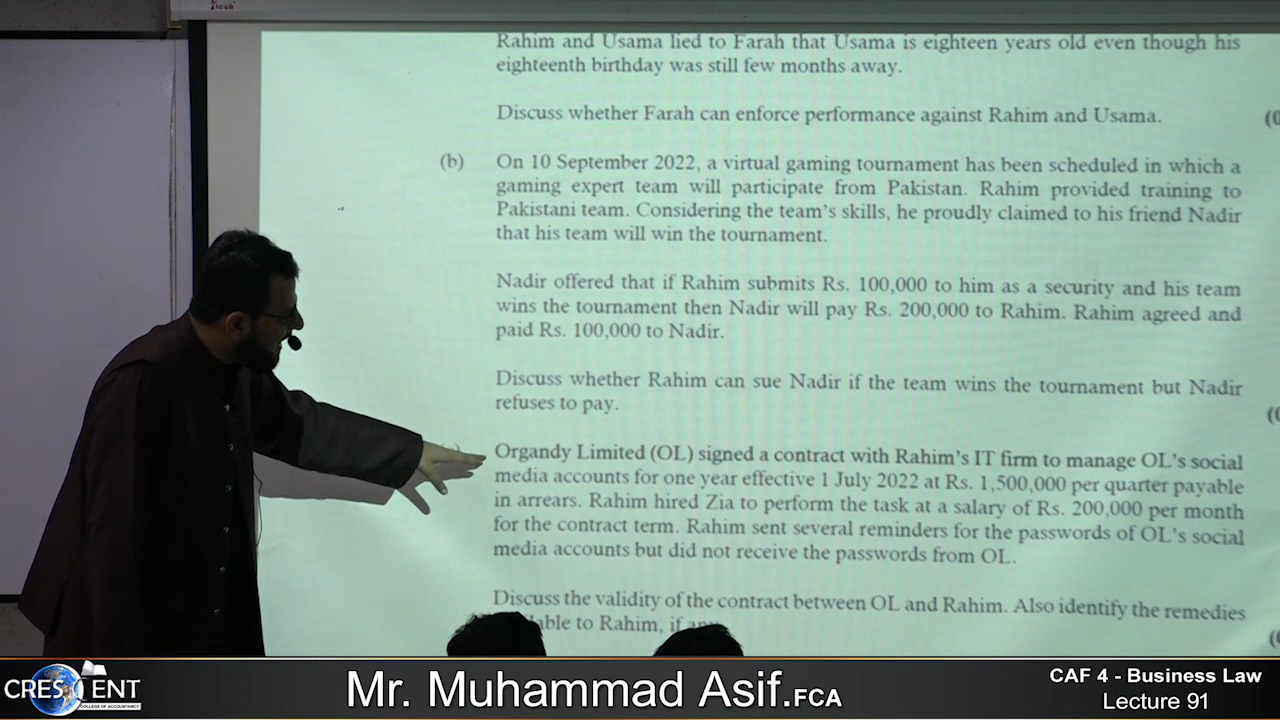 Rahim and Usama lied to Farah that Usama is eighteen years old even though his
eighteenth birthday was still few months away.
Discuss whether Farah can enforce performance against Rahim and Usama.
(b) On 10 September 2022, a virtual gaming tournament has been scheduled in which a
gaming expert team will participate from Pakistan. Rahim provided training to
Pakistani team. Considering the team's skills, he proudly claimed to his friend Nadir
that his team will win the tournament.
Nadir offered that if Rahim submits Rs. 100,000 to him as a security and his team
wins the tournament then Nadir will pay Rs. 200,000 to Rahim. Rahim agreed and
paid Rs. 100,000 to Nadir.
Discuss whether Rahim can sue Nadir if the team wins the tournament but Nadir
refuses to pay.
Organdy Limited (OL) signed a contract with Rahim's IT firm to manage OL's social
media accounts for one year effective 1 July 2022 at Rs. 1,500,000 per quarter payable
in arrears. Rahim hired Zia to perform the task at a salary of Rs. 200,000 per month
for the contract term. Rahim sent several reminders for the passwords of OL's social
media accounts but did not receive the passwords from OL.
Discuss the validity of the contract between OL and Rahim. Also identify the remedies
to Rahim, if
CRESCENT
COLLEGE OF ACCOUNTANCY
Mr. Muhammad Asif.FCA
CAF 4 - Business Law
Lecture 91